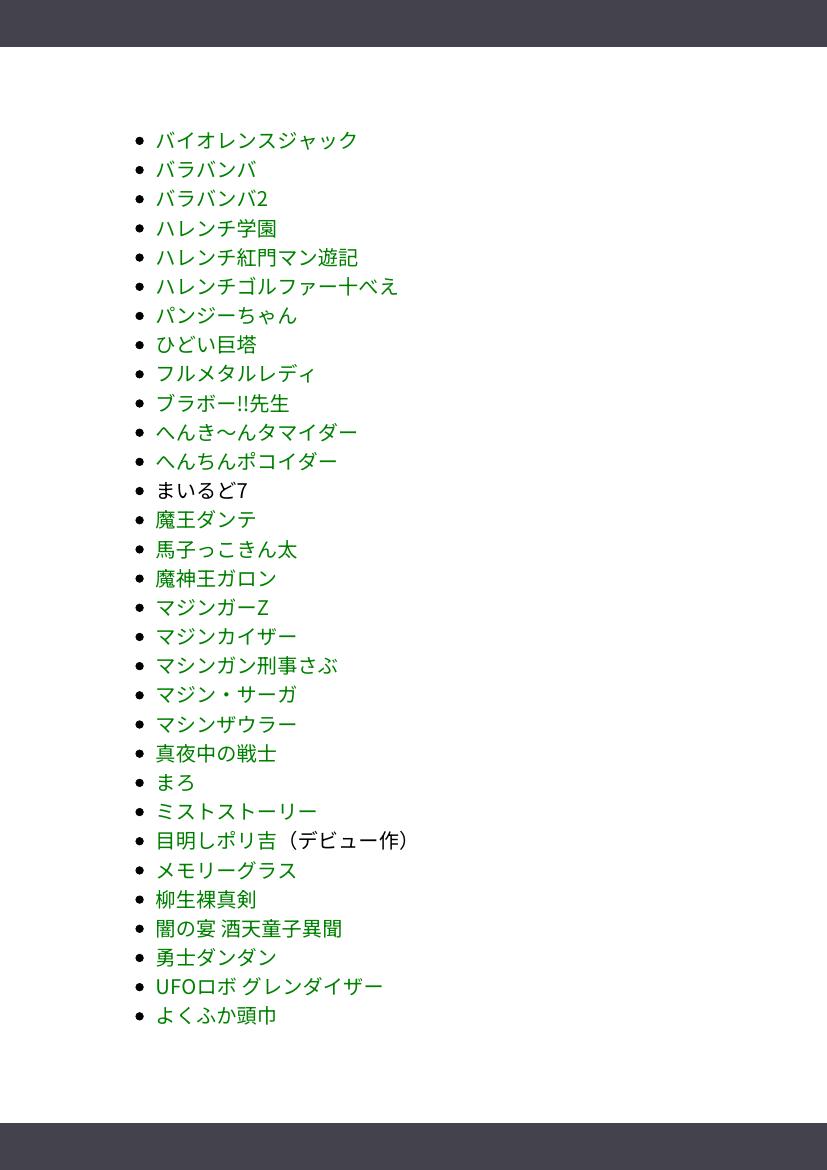 バイオレンスジャック
バラバンバ
バラバンバ2
ハレンチ学園
ハレンチ紅門マン遊記
ハレンチゴルファー十べえ
パンジーちゃん
ひどい巨塔
フルメタルレディ
ブラボー!!先生
へんき〜んタマイダー
へんちんポコイダー
まいるど7
魔王ダンテ
馬子っこきん太
魔神王ガロン
マジンガーZ
マジンカイザー
マシンガン刑事さぶ
マジン・サーガ
マシンザウラー
真夜中の戦士
まろ
ミストストーリー
目明しポリ吉（デビュー作）
メモリーグラス
柳生裸真剣
闇の宴 酒天童子異聞
勇士ダンダン
UFOロボ グレンダイザー
よくふか頭巾